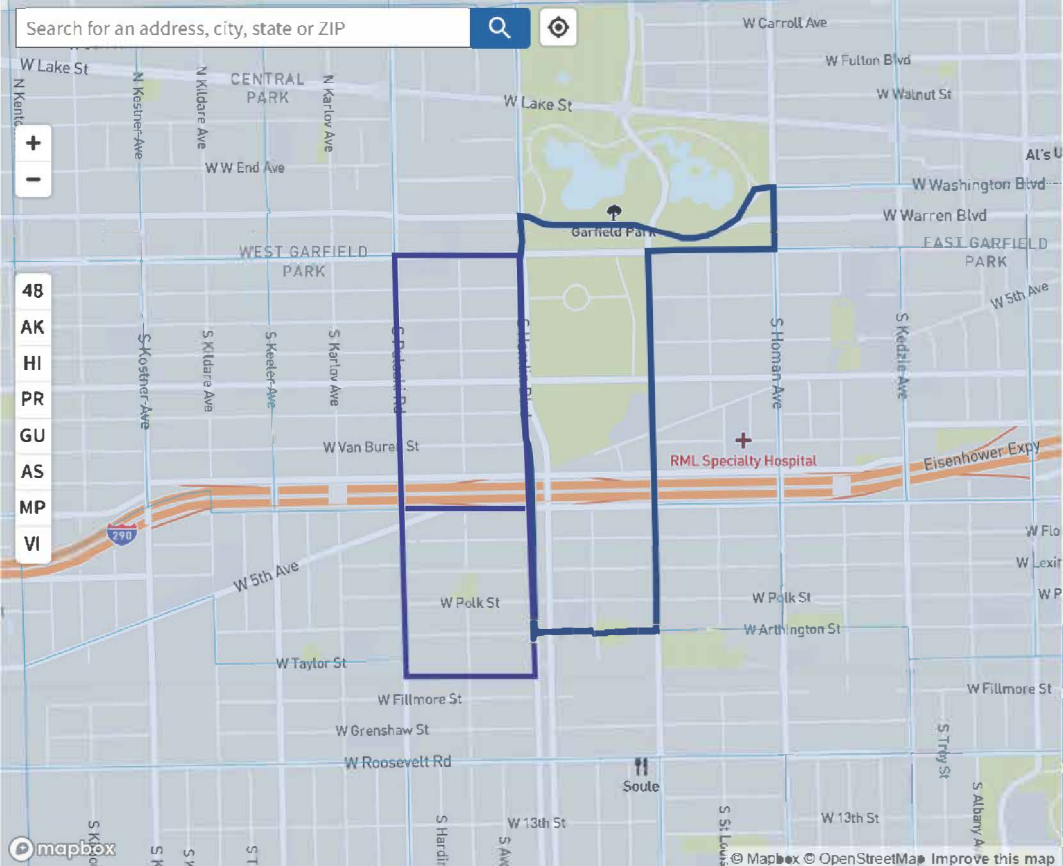 Search for an address, city, state or ZIP
W Carroll Ave
W Lake St
W Fulton Blvd
CENTRAL
PARK
W Walnut St
W Lake St
N Kostner Ave
N Kildare Ave
N Karlov Ave
+
−
W W End Ave
Al's
W Washington Blvd
W Warren Blvd
Garfield Park
WEST GARFIELD
PARK
EAST GARFIELD
PARK
48
AK
HI
PR
GU
AS
MP
VI
W 5th Ave
S Kostner Ave
S Kildare Ave
S Keeler Ave
S Karlov Ave
S Pulaski Rd
S Hamlin Blvd
S Homan Ave
S Kedzie Ave
W Van Buren St
RML Specialty Hospital
Eisenhower Expy
290
W Flo
W Lexin
W 5th Ave
W Polk St
W Polk St
W P
W Arthington St
W Taylor St
W Fillmore St
W Fillmore St
W Grenshaw St
W Roosevelt Rd
S Troy St
Soule
W 13th St
W 13th St
S Albany A
mapbox
© Mapbox © OpenStreetMap Improve this map